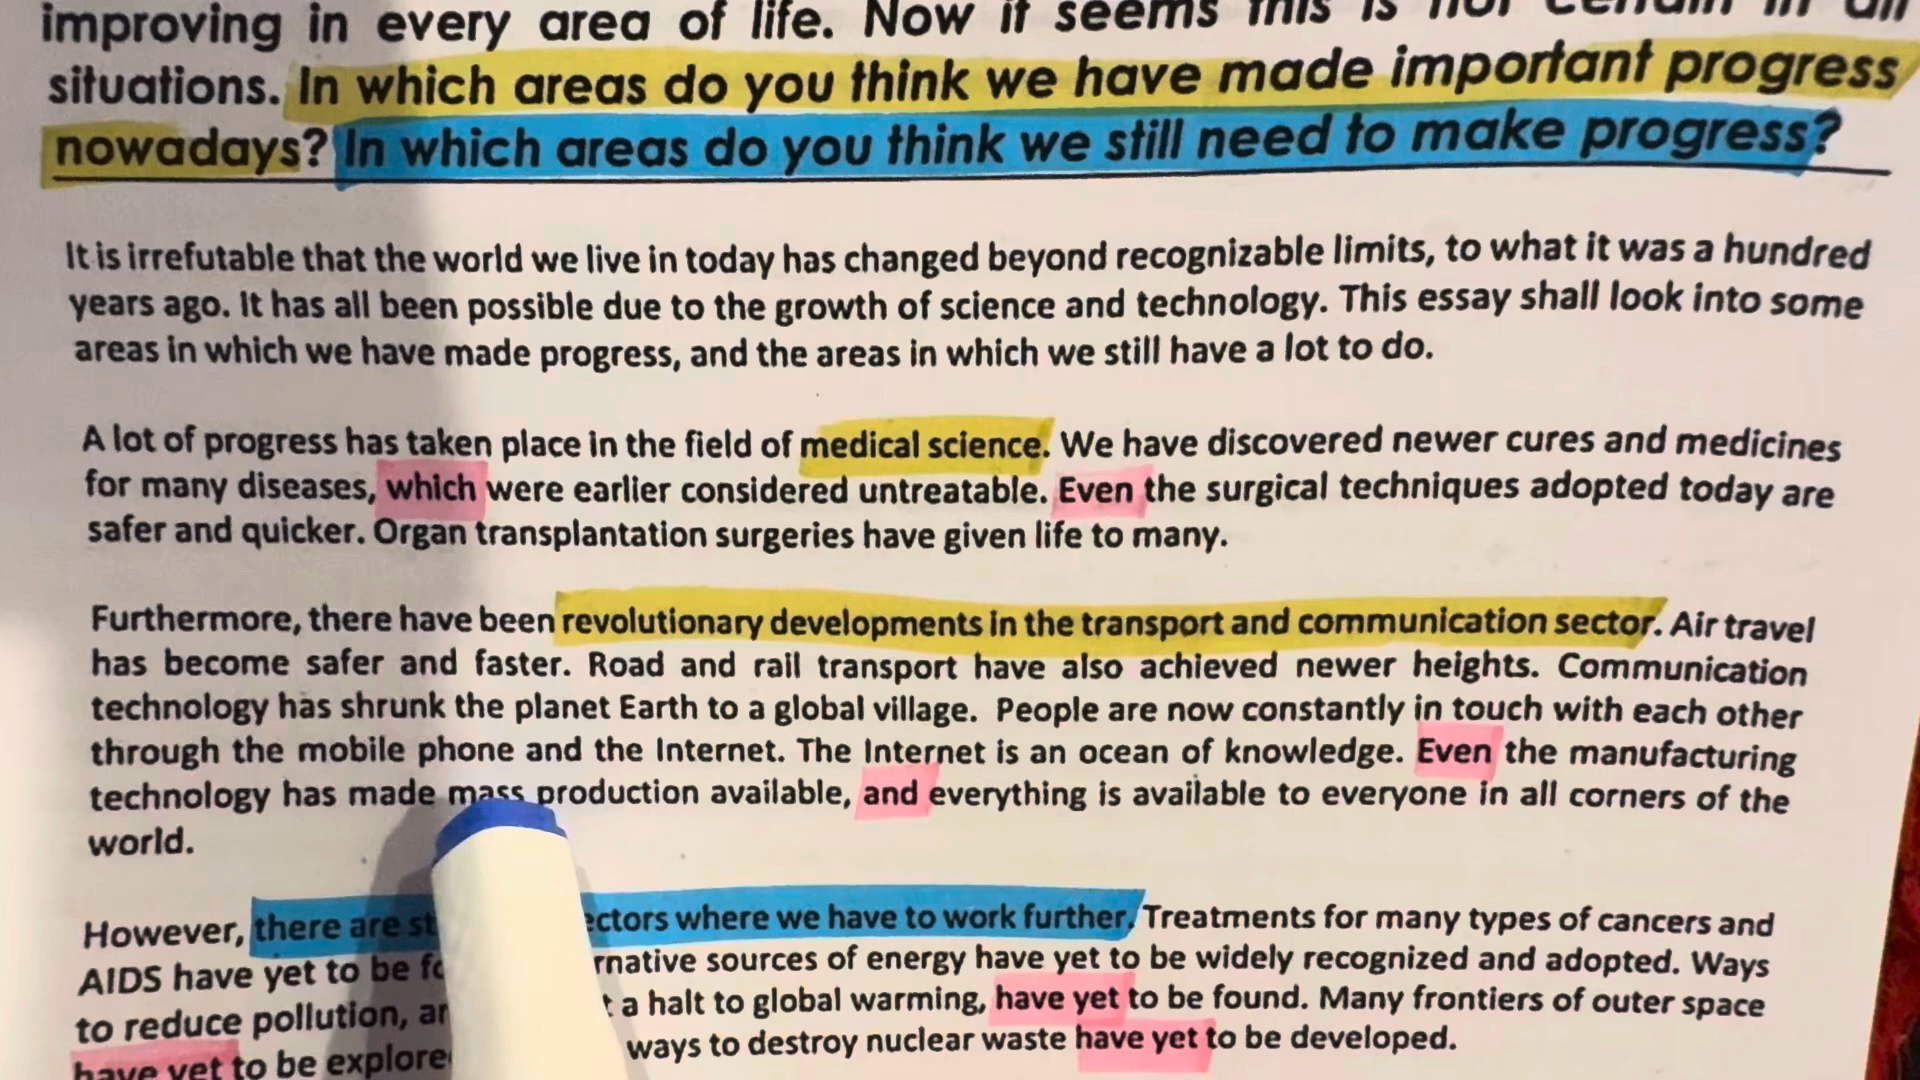 improving in every area of life. Now it seems this is not certain in all
situations. In which areas do you think we have made important progress
nowadays? In which areas do you think we still need to make progress?
It is irrefutable that the world we live in today has changed beyond recognizable limits, to what it was a hundred
years ago. It has all been possible due to the growth of science and technology. This essay shall look into some
areas in which we have made progress, and the areas in which we still have a lot to do.
A lot of progress has taken place in the field of medical science. We have discovered newer cures and medicines
for many diseases, which were earlier considered untreatable. Even the surgical techniques adopted today are
safer and quicker. Organ transplantation surgeries have given life to many.
Furthermore, there have been revolutionary developments in the transport and communication sector. Air travel
has become safer and faster. Road and rail transport have also achieved newer heights. Communication
technology has shrunk the planet Earth to a global village. People are now constantly in touch with each other
through the mobile phone and the Internet. The Internet is an ocean of knowledge. Even the manufacturing
technology has made mass production available, and everything is available to everyone in all corners of the
world.
However, there are where we have to work further. Treatments for many types of cancers and
AIDS have yet to be sources of energy have yet to be widely recognized and adopted. Ways
to reduce pollution, a halt to global warming, have yet to be found. Many frontiers of outer space
have yet to be ways to destroy nuclear waste have yet to be developed.